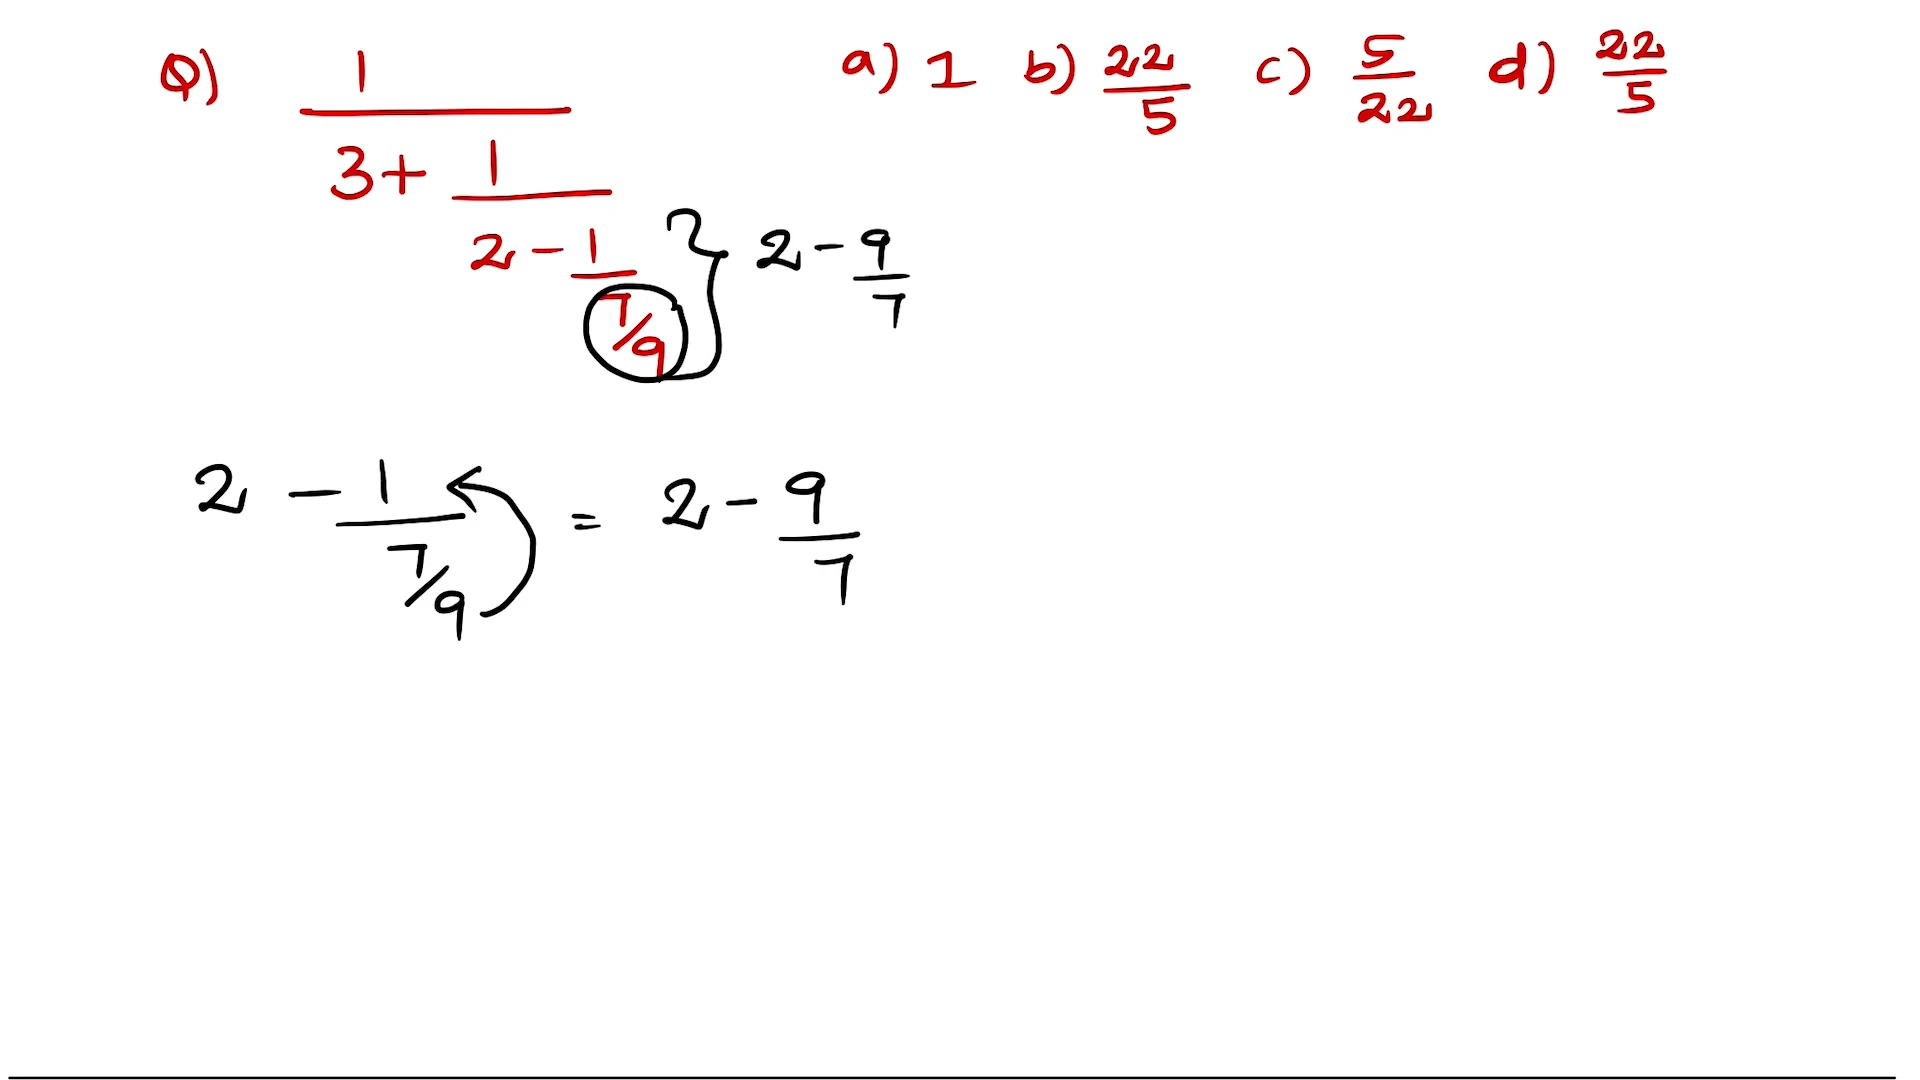 Q) 1 / (3 + 1 / (2 - 1 / (7/9))) } 2 - 9/7
a) 1 b) 22/5 c) 5/22 d) 22/5
2 - 1 / (7/9) = 2 - 9/7